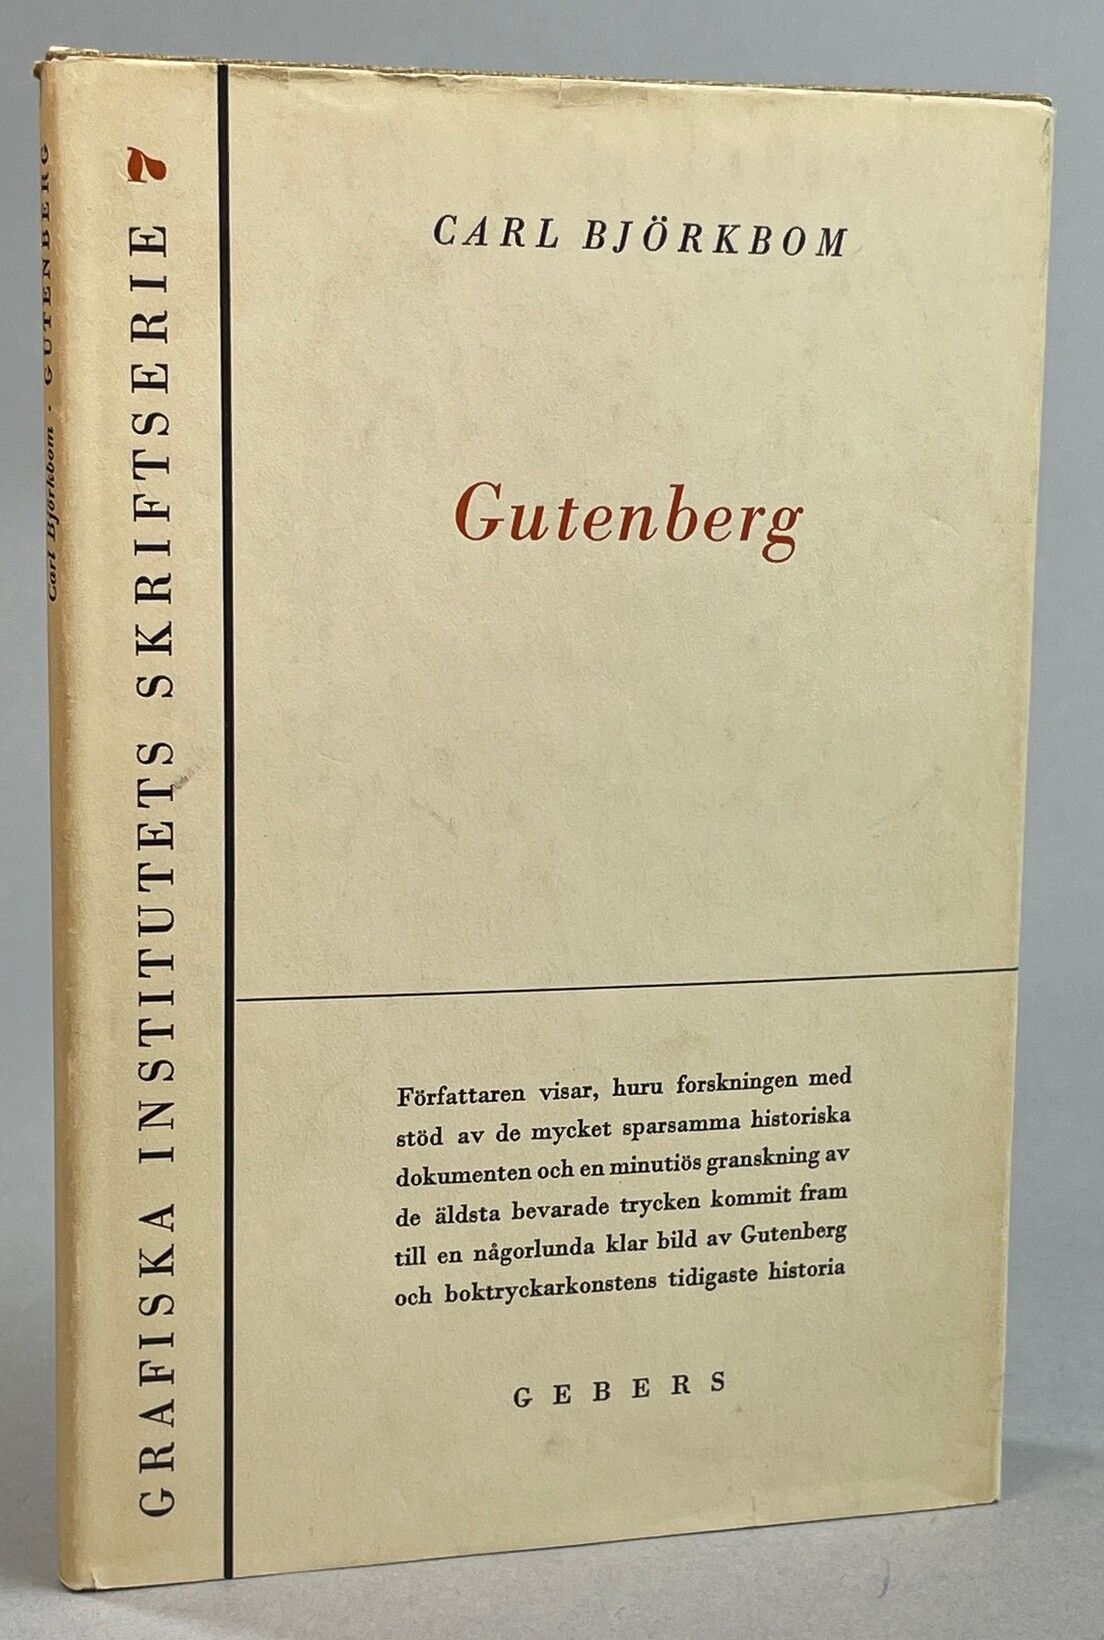 Carl Björkbom · GUTENBERG
GRAFISKA INSTITUTETS SKRIFTSERIE 7
CARL BJÖRKBOM
Gutenberg
Författaren visar, huru forskningen med
stöd av de mycket sparsamma historiska
dokumenten och en minutiös granskning av
de äldsta bevarade trycken kommit fram
till en någorlunda klar bild av Gutenberg
och boktryckarkonstens tidigaste historia
GEBERS